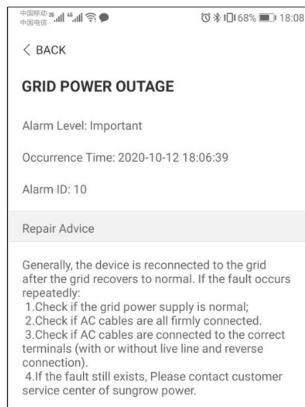 中国移动 2G 46
中国电信 68% 18:08
< BACK
GRID POWER OUTAGE
Alarm Level: Important
Occurrence Time: 2020-10-12 18:06:39
Alarm ID: 10
Repair Advice
Generally, the device is reconnected to the grid
after the grid recovers to normal. If the fault occurs
repeatedly:
1.Check if the grid power supply is normal;
2.Check if AC cables are all firmly connected.
3.Check if AC cables are connected to the correct
terminals (with or without live line and reverse
connection).
4.If the fault still exists, Please contact customer
service center of sungrow power.